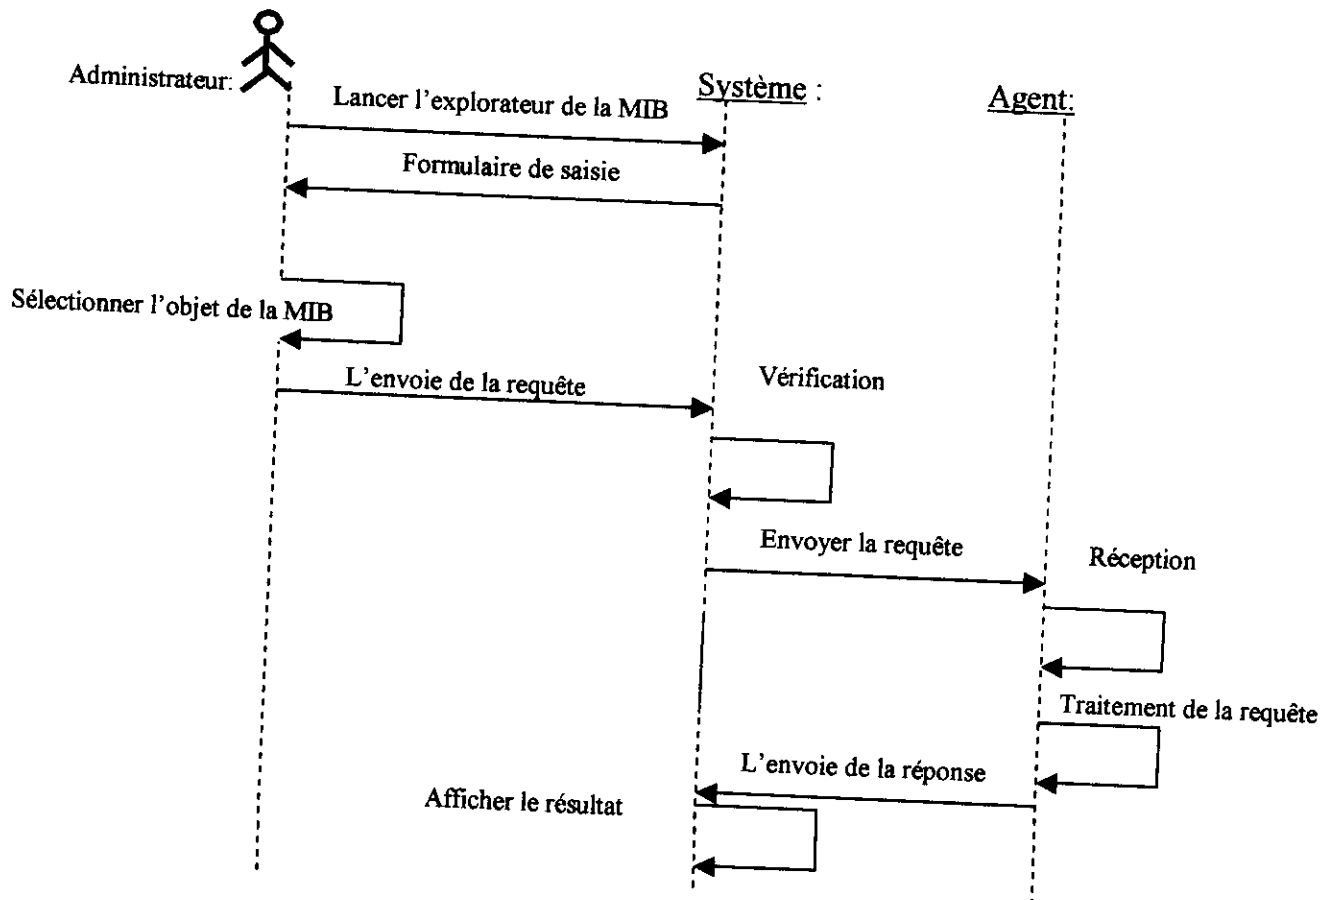 Administrateur:
Système :
Agent:
Lancer l'explorateur de la MIB
Formulaire de saisie
Sélectionner l'objet de la MIB
L'envoie de la requête
Vérification
Envoyer la requête
Réception
Traitement de la requête
L'envoie de la réponse
Afficher le résultat